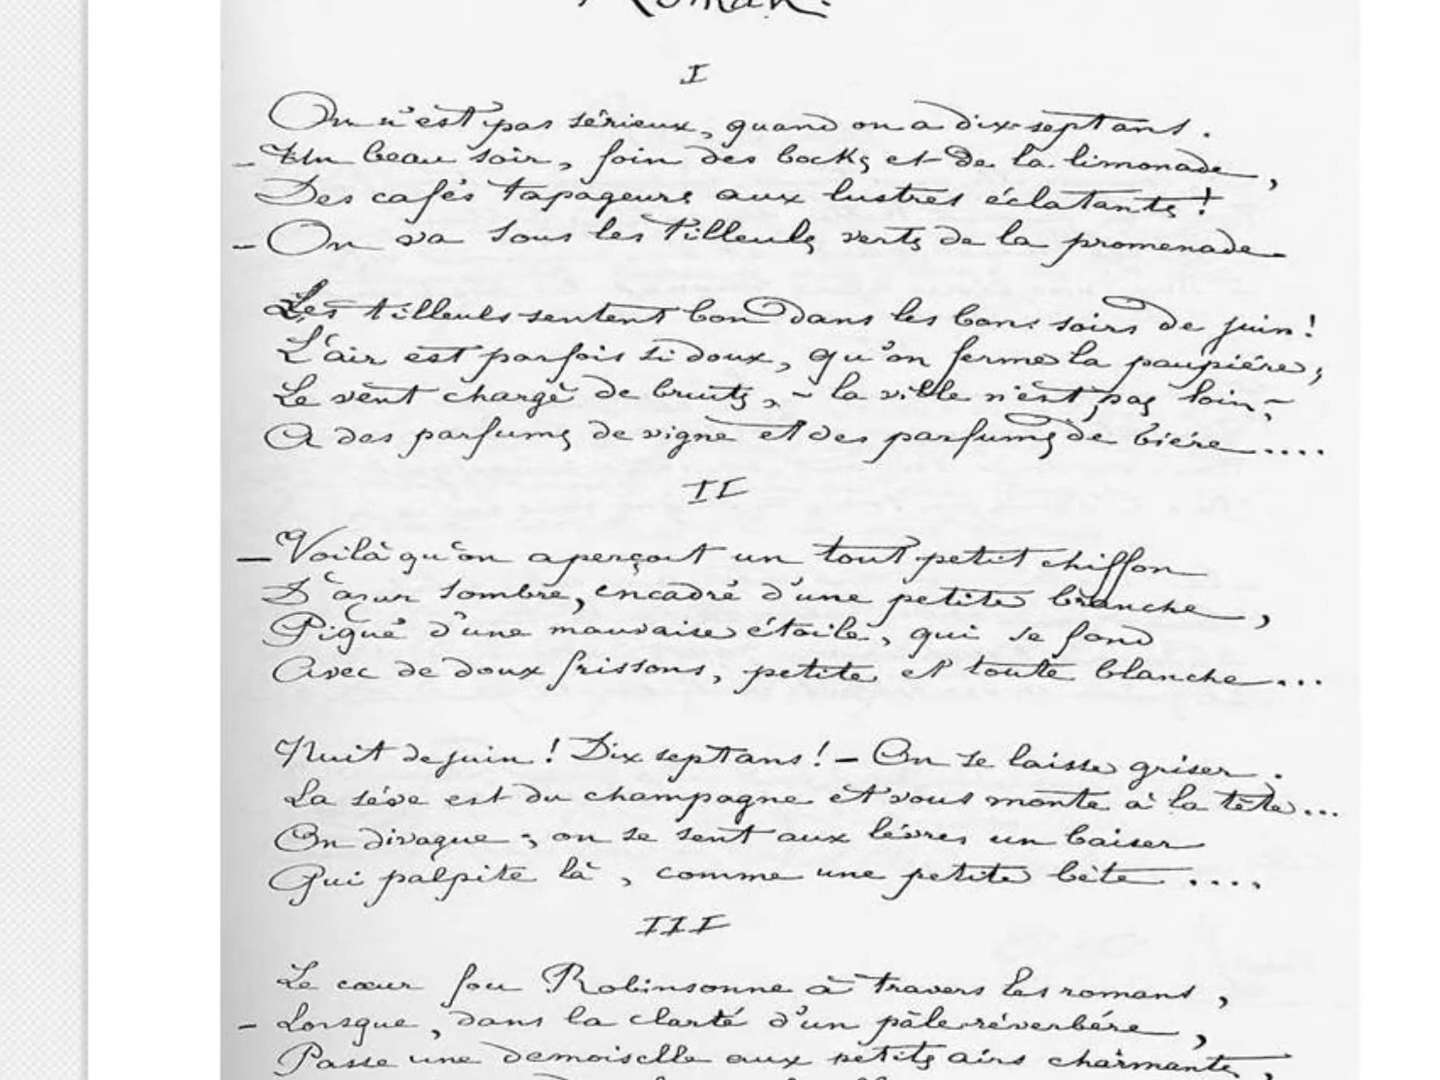 Roman.
I
On n'est pas sérieux, quand on a dix-sept ans.
– Un beau soir, foin des bocks et de la limonade,
Des cafés tapageurs aux lustres éclatants !
– On va sous les tilleuls verts de la promenade
Les tilleuls sentent bon dans les bons soirs de juin !
L'air est parfois si doux, qu'on ferme la paupière ;
Le vent chargé de bruits, – la ville n'est pas loin, –
A des parfums de vigne et des parfums de bière ....
II
– Voilà qu'on aperçoit un tout petit chiffon
D'azur sombre, encadré d'une petite branche,
Piqué d'une mauvaise étoile, qui se fond
Avec de doux frissons, petite et toute blanche ...
Nuit de juin ! Dix-sept ans ! – On se laisse griser.
La sève est du champagne et vous monte à la tête ...
On divague ; on se sent aux lèvres un baiser
Qui palpite là, comme une petite bête ....
III
Le cœur fou Robinsonne à travers les romans,
– Lorsque, dans la clarté d'un pâle réverbère,
Passe une demoiselle aux petits airs charmants,